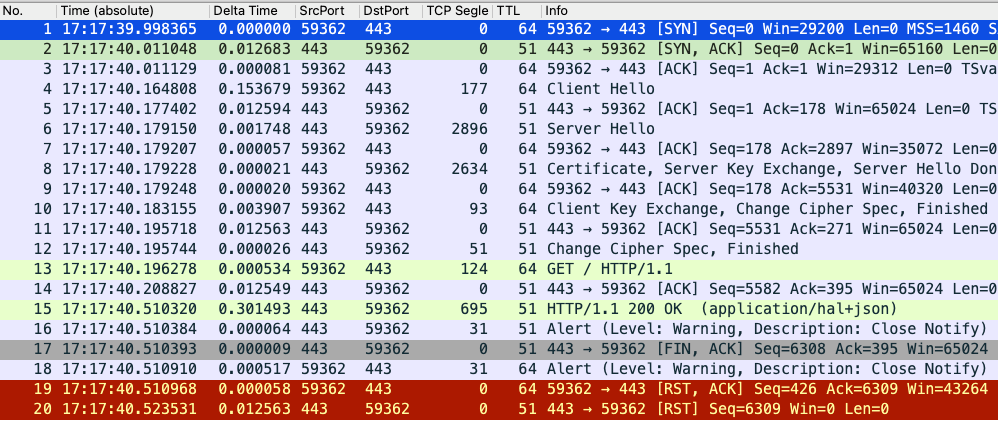 No. Time (absolute) Delta Time SrcPort DstPort TCP Segle TTL Info
1 17:17:39.998365 0.000000 59362 443 0 64 59362 → 443 [SYN] Seq=0 Win=29200 Len=0 MSS=1460 S
2 17:17:40.011048 0.012683 443 59362 0 51 443 → 59362 [SYN, ACK] Seq=0 Ack=1 Win=65160 Len=0
3 17:17:40.011129 0.000081 59362 443 0 64 59362 → 443 [ACK] Seq=1 Ack=1 Win=29312 Len=0 TSva
4 17:17:40.164808 0.153679 59362 443 177 64 Client Hello
5 17:17:40.177402 0.012594 443 59362 0 51 443 → 59362 [ACK] Seq=1 Ack=178 Win=65024 Len=0 TS
6 17:17:40.179150 0.001748 443 59362 2896 51 Server Hello
7 17:17:40.179207 0.000057 59362 443 0 64 59362 → 443 [ACK] Seq=178 Ack=2897 Win=35072 Len=0
8 17:17:40.179228 0.000021 443 59362 2634 51 Certificate, Server Key Exchange, Server Hello Don
9 17:17:40.179248 0.000020 59362 443 0 64 59362 → 443 [ACK] Seq=178 Ack=5531 Win=40320 Len=0
10 17:17:40.183155 0.003907 59362 443 93 64 Client Key Exchange, Change Cipher Spec, Finished
11 17:17:40.195718 0.012563 443 59362 0 51 443 → 59362 [ACK] Seq=5531 Ack=271 Win=65024 Len=0
12 17:17:40.195744 0.000026 443 59362 51 51 Change Cipher Spec, Finished
13 17:17:40.196278 0.000534 59362 443 124 64 GET / HTTP/1.1
14 17:17:40.208827 0.012549 443 59362 0 51 443 → 59362 [ACK] Seq=5582 Ack=395 Win=65024 Len=0
15 17:17:40.510320 0.301493 443 59362 695 51 HTTP/1.1 200 OK (application/hal+json)
16 17:17:40.510384 0.000064 443 59362 31 51 Alert (Level: Warning, Description: Close Notify)
17 17:17:40.510393 0.000009 443 59362 0 51 443 → 59362 [FIN, ACK] Seq=6308 Ack=395 Win=65024
18 17:17:40.510910 0.000517 59362 443 31 64 Alert (Level: Warning, Description: Close Notify)
19 17:17:40.510968 0.000058 59362 443 0 64 59362 → 443 [RST, ACK] Seq=426 Ack=6309 Win=43264
20 17:17:40.523531 0.012563 443 59362 0 51 443 → 59362 [RST] Seq=6309 Win=0 Len=0